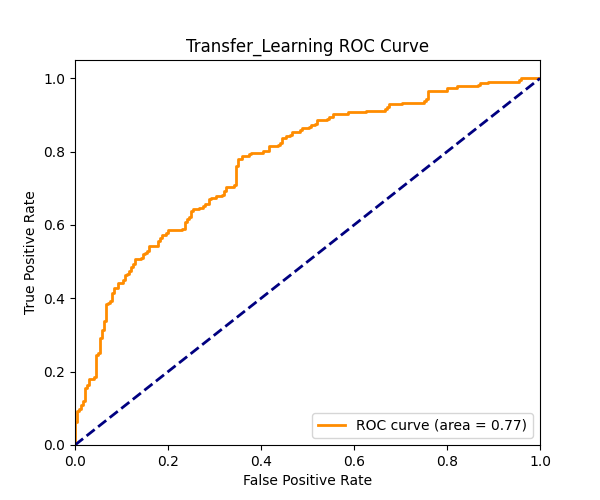 Transfer_Learning ROC Curve
True Positive Rate
1.0
0.8
0.6
0.4
0.2
0.0
ROC curve (area = 0.77)
0.0 0.2 0.4 0.6 0.8 1.0
False Positive Rate